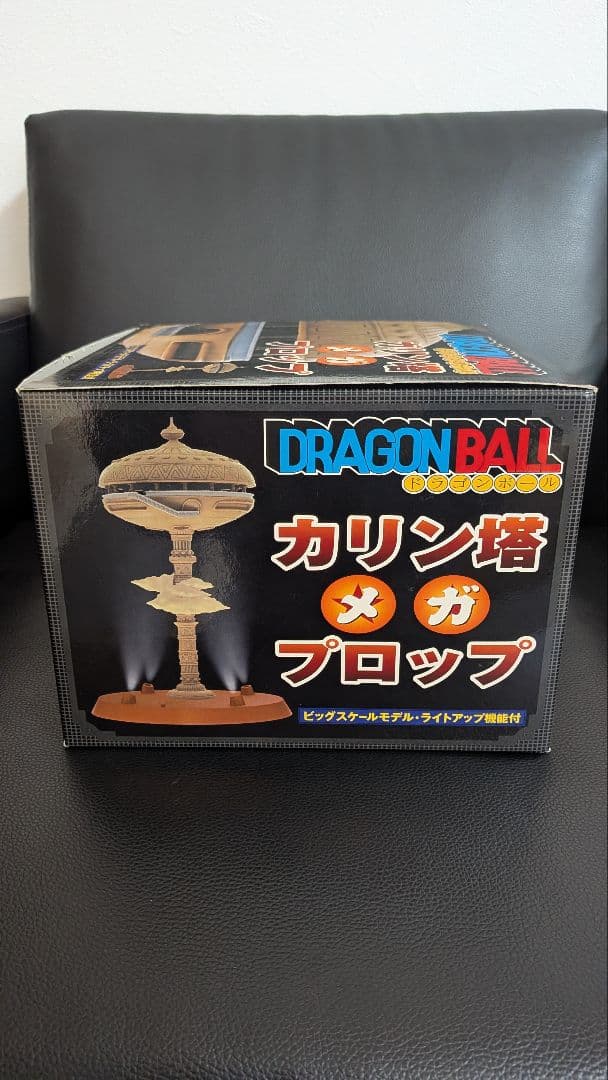 DRAGON BALL
ドラゴンボール
カリン塔
メガ
プロップ
ビッグスケールモデル・ライトアップ機能付